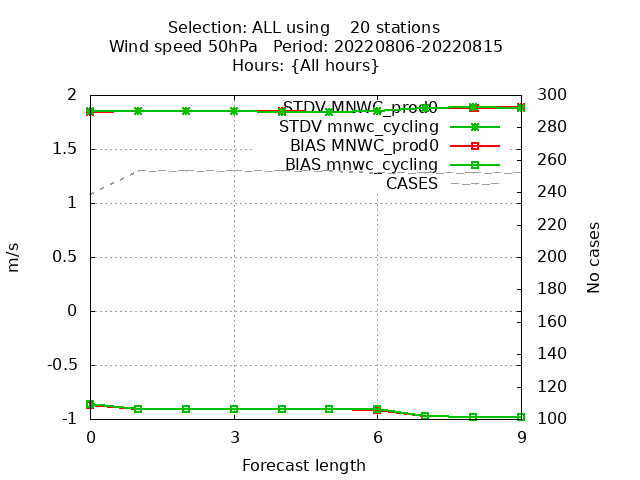 Selection: ALL using 20 stations
Wind speed 50hPa Period: 20220806-20220815
Hours: {All hours}
STDV MNWC_prod0
STDV mnwc_cycling
BIAS MNWC_prod0
BIAS mnwc_cycling
CASES
2
1.5
1
0.5
0
-0.5
-1
m/s
300
280
260
240
220
200
180
160
140
120
100
No cases
0 3 6 9
Forecast length